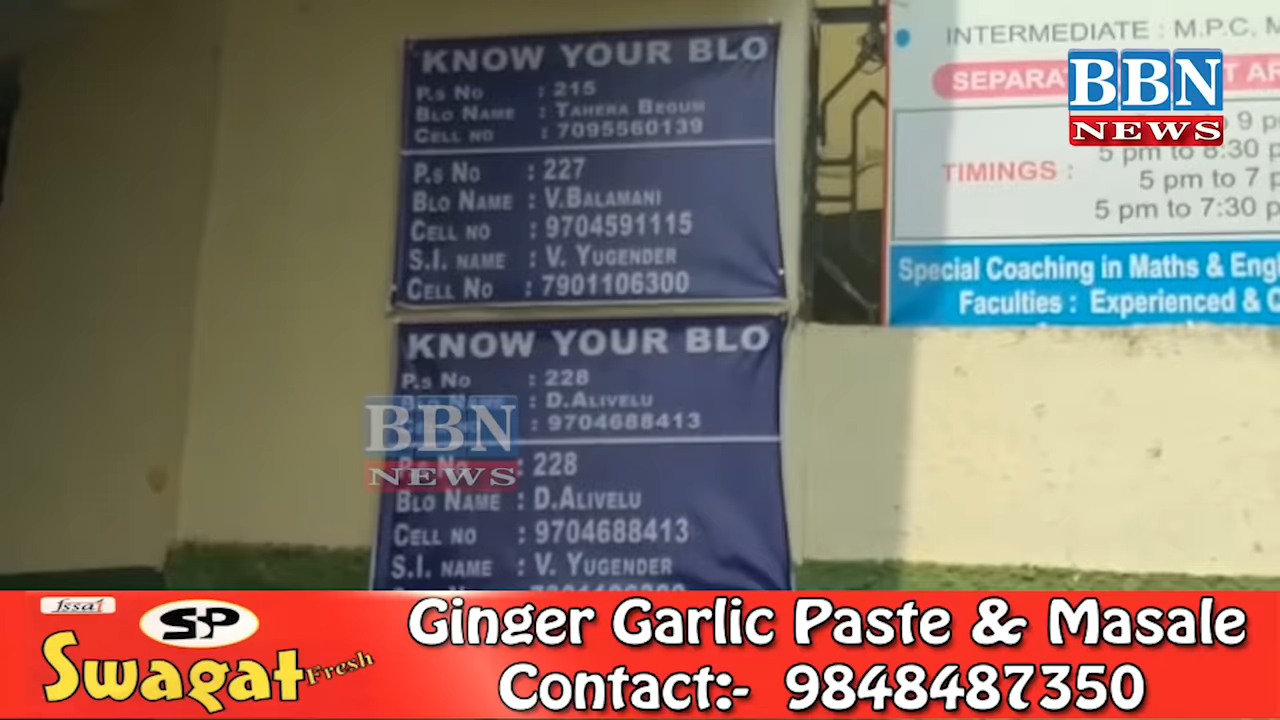 KNOW YOUR BLO
P.s No : 215
Blo Name : Tahera Begum
Cell no : 7095560139
P.s No : 227
Blo Name : V.Balamani
Cell no : 9704591115
S.I. name : V. Yugender
Cell No : 7901106300
KNOW YOUR BLO
P.s No : 228
Blo Name : D.Alivelu
: 9704688413
P.s No : 228
Blo Name : D.Alivelu
Cell no : 9704688413
S.I. name : V. Yugender
INTERMEDIATE : M.P.C,
BBN
NEWS
9
5 pm to 8:30
TIMINGS :
5 pm to 7
5 pm to 7:30
Special Coaching in Maths &
Faculties : Experienced &
BBN
NEWS
fssai
SP
Swagat Fresh
Ginger Garlic Paste & Masale
Contact:- 9848487350